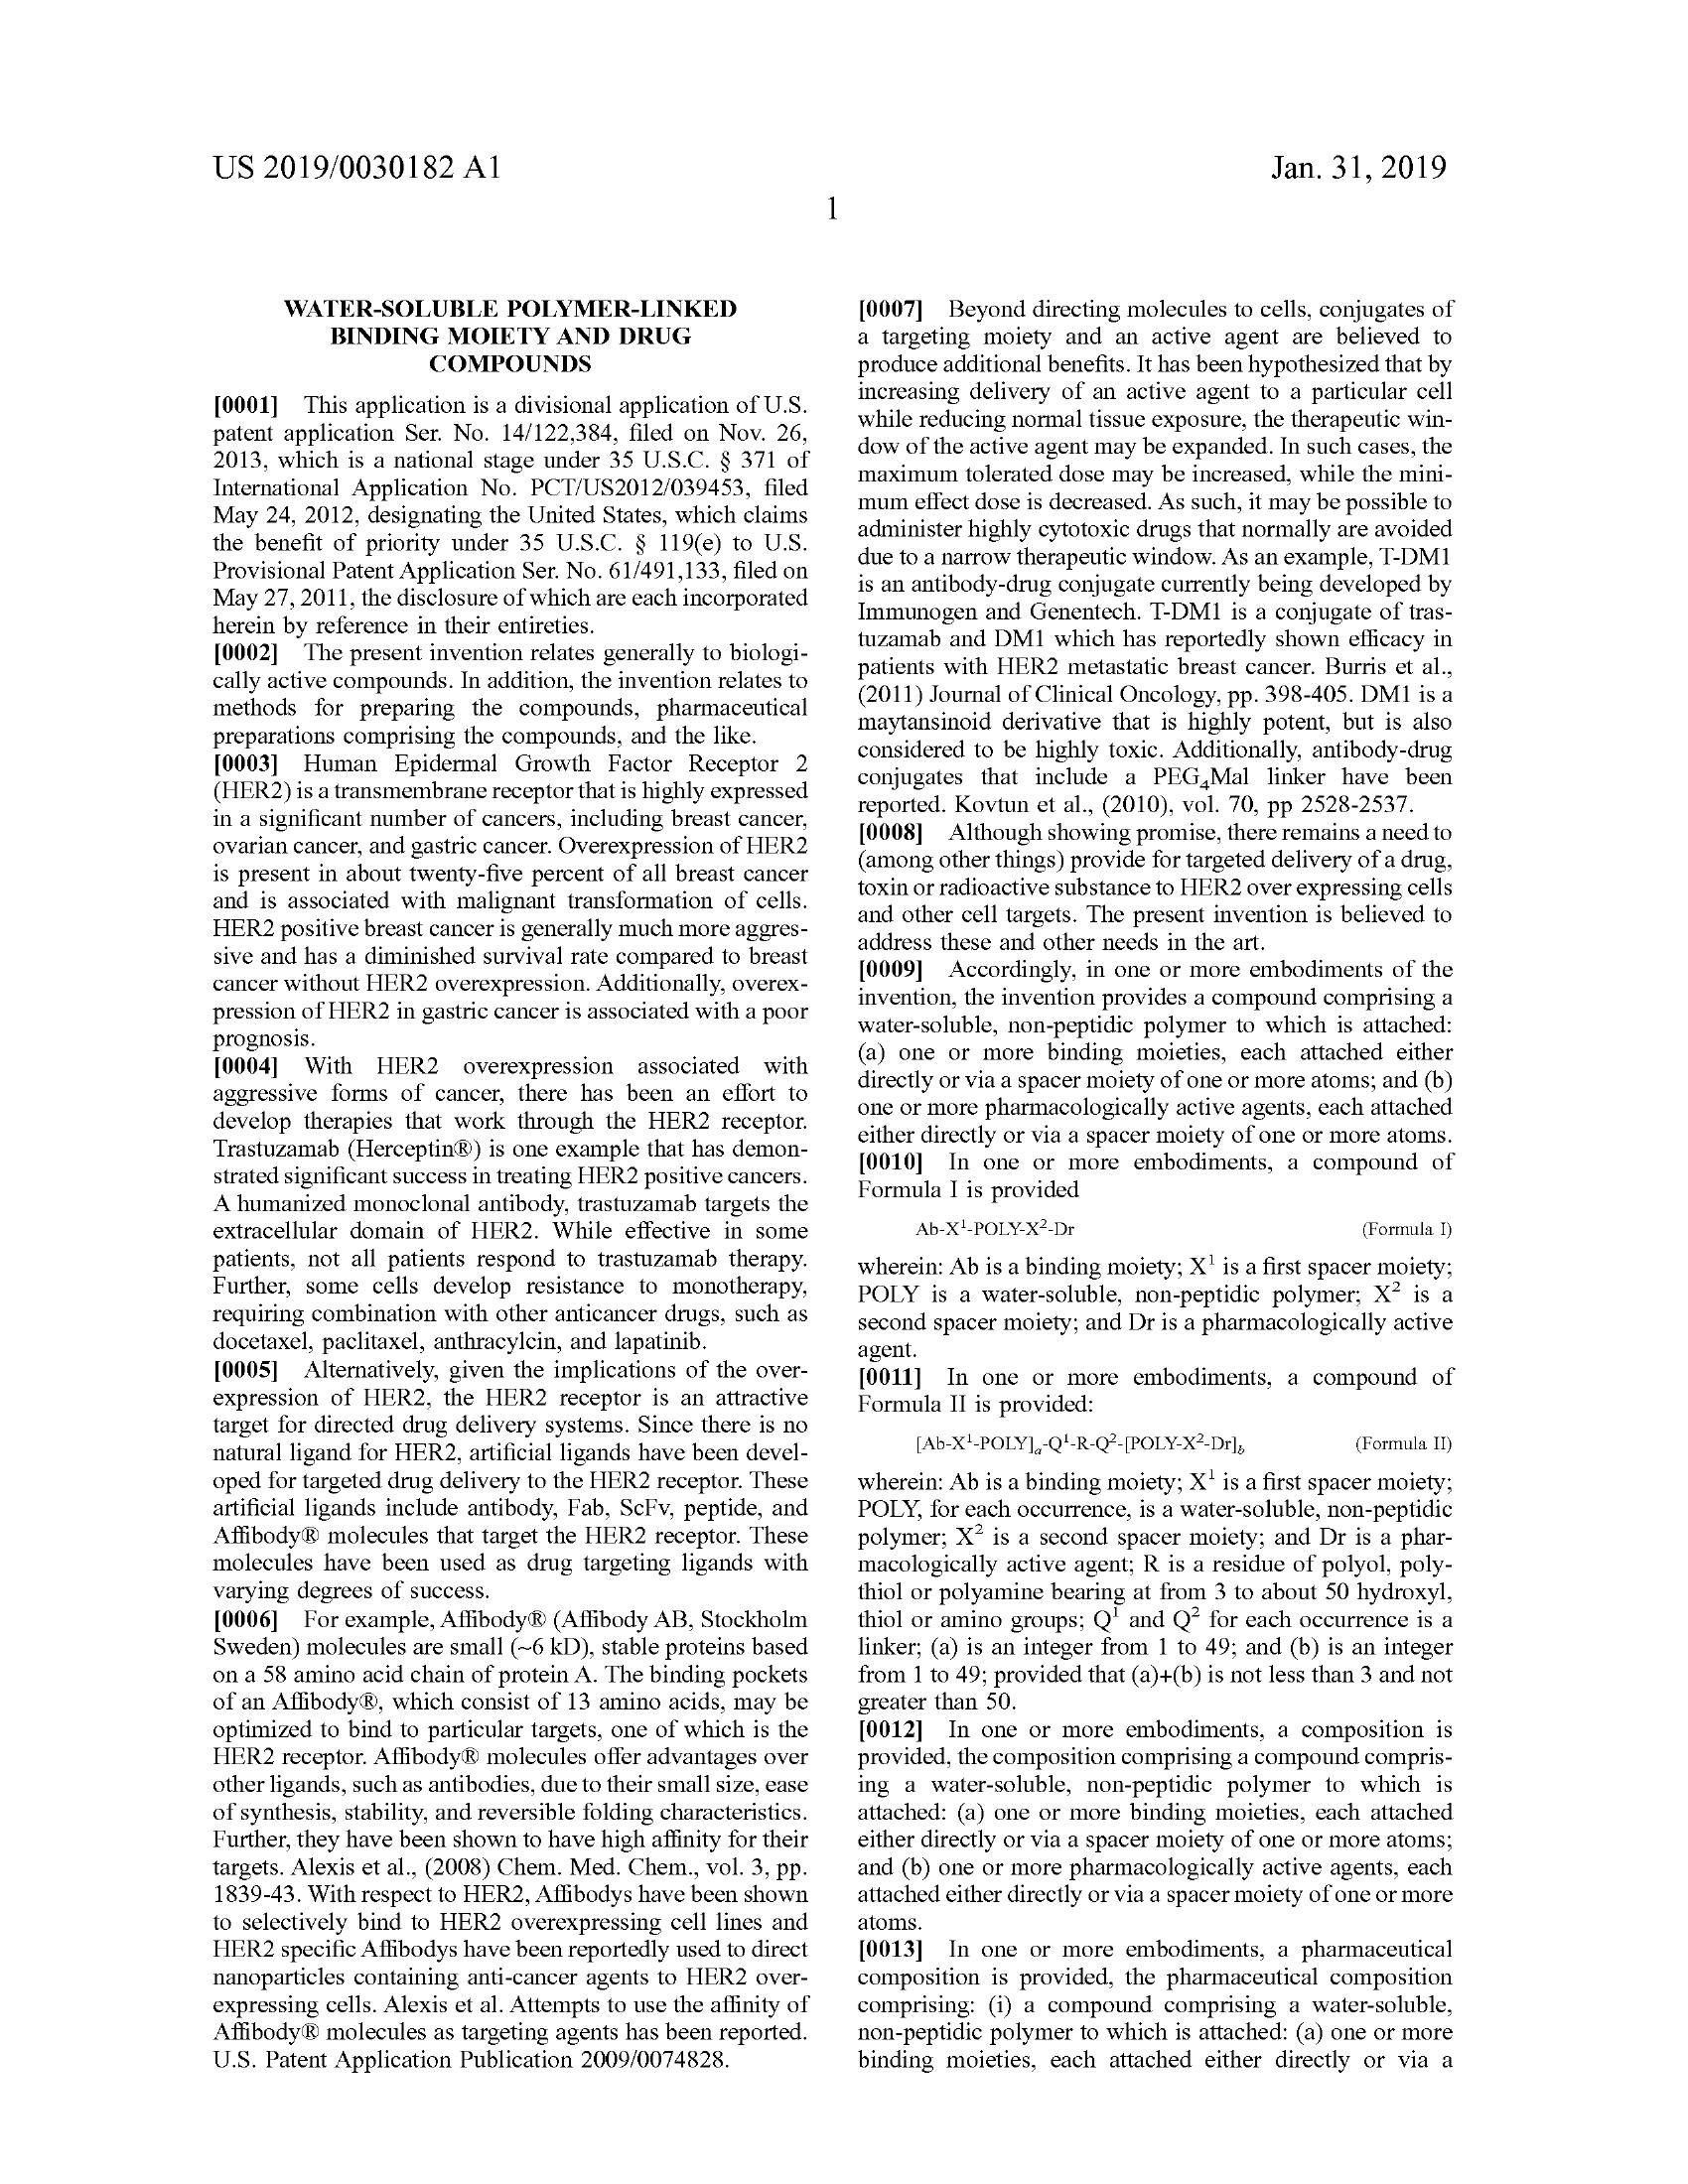 US 2019/0030182 A1
Jan. 31, 2019
1
WATER-SOLUBLE POLYMER-LINKED
BINDING MOIETY AND DRUG
COMPOUNDS
[0001] This application is a divisional application of U.S.
patent application Ser. No. 14/122,384, filed on Nov. 26,
2013, which is a national stage under 35 U.S.C. § 371 of
International Application No. PCT/US2012/039453, filed
May 24, 2012, designating the United States, which claims
the benefit of priority under 35 U.S.C. § 119(e) to U.S.
Provisional Patent Application Ser. No. 61/491,133, filed on
May 27, 2011, the disclosure of which are each incorporated
herein by reference in their entireties.
[0002] The present invention relates generally to biologi-
cally active compounds. In addition, the invention relates to
methods for preparing the compounds, pharmaceutical
preparations comprising the compounds, and the like.
[0003] Human Epidermal Growth Factor Receptor 2
(HER2) is a transmembrane receptor that is highly expressed
in a significant number of cancers, including breast cancer,
ovarian cancer, and gastric cancer. Overexpression of HER2
is present in about twenty-five percent of all breast cancer
and is associated with malignant transformation of cells.
HER2 positive breast cancer is generally much more aggres-
sive and has a diminished survival rate compared to breast
cancer without HER2 overexpression. Additionally, overex-
pression of HER2 in gastric cancer is associated with a poor
prognosis.
[0004] With HER2 overexpression associated with
aggressive forms of cancer, there has been an effort to
develop therapies that work through the HER2 receptor.
Trastuzamab (Herceptin®) is one example that has demon-
strated significant success in treating HER2 positive cancers.
A humanized monoclonal antibody, trastuzamab targets the
extracellular domain of HER2. While effective in some
patients, not all patients respond to trastuzamab therapy.
Further, some cells develop resistance to monotherapy,
requiring combination with other anticancer drugs, such as
docetaxel, paclitaxel, anthracylcin, and lapatinib.
[0005] Alternatively, given the implications of the over-
expression of HER2, the HER2 receptor is an attractive
target for directed drug delivery systems. Since there is no
natural ligand for HER2, artificial ligands have been devel-
oped for targeted drug delivery to the HER2 receptor. These
artificial ligands include antibody, Fab, ScFv, peptide, and
Affibody® molecules that target the HER2 receptor. These
molecules have been used as drug targeting ligands with
varying degrees of success.
[0006] For example, Affibody® (Affibody AB, Stockholm
Sweden) molecules are small (~6 kD), stable proteins based
on a 58 amino acid chain of protein A. The binding pockets
of an Affibody®, which consist of 13 amino acids, may be
optimized to bind to particular targets, one of which is the
HER2 receptor. Affibody® molecules offer advantages over
other ligands, such as antibodies, due to their small size, ease
of synthesis, stability, and reversible folding characteristics.
Further, they have been shown to have high affinity for their
targets. Alexis et al., (2008) Chem. Med. Chem., vol. 3, pp.
1839-43. With respect to HER2, Affibodys have been shown
to selectively bind to HER2 overexpressing cell lines and
HER2 specific Affibodys have been reportedly used to direct
nanoparticles containing anti-cancer agents to HER2 over-
expressing cells. Alexis et al. Attempts to use the affinity of
Affibody® molecules as targeting agents has been reported.
U.S. Patent Application Publication 2009/0074828.
[0007] Beyond directing molecules to cells, conjugates of
a targeting moiety and an active agent are believed to
produce additional benefits. It has been hypothesized that by
increasing delivery of an active agent to a particular cell
while reducing normal tissue exposure, the therapeutic win-
dow of the active agent may be expanded. In such cases, the
maximum tolerated dose may be increased, while the mini-
mum effect dose is decreased. As such, it may be possible to
administer highly cytotoxic drugs that normally are avoided
due to a narrow therapeutic window. As an example, T-DM1
is an antibody-drug conjugate currently being developed by
Immunogen and Genentech. T-DM1 is a conjugate of tras-
tuzamab and DM1 which has reportedly shown efficacy in
patients with HER2 metastatic breast cancer. Burris et al.,
(2011) Journal of Clinical Oncology, pp. 398-405. DM1 is a
maytansinoid derivative that is highly potent, but is also
considered to be highly toxic. Additionally, antibody-drug
conjugates that include a PEG₄Mal linker have been
reported. Kovtun et al., (2010), vol. 70, pp 2528-2537.
[0008] Although showing promise, there remains a need to
(among other things) provide for targeted delivery of a drug,
toxin or radioactive substance to HER2 over expressing cells
and other cell targets. The present invention is believed to
address these and other needs in the art.
[0009] Accordingly, in one or more embodiments of the
invention, the invention provides a compound comprising a
water-soluble, non-peptidic polymer to which is attached:
(a) one or more binding moieties, each attached either
directly or via a spacer moiety of one or more atoms; and (b)
one or more pharmacologically active agents, each attached
either directly or via a spacer moiety of one or more atoms.
[0010] In one or more embodiments, a compound of
Formula I is provided
Ab-X¹-POLY-X²-Dr (Formula I)
wherein: Ab is a binding moiety; X¹ is a first spacer moiety;
POLY is a water-soluble, non-peptidic polymer; X² is a
second spacer moiety; and Dr is a pharmacologically active
agent.
[0011] In one or more embodiments, a compound of
Formula II is provided:
[Ab-X¹-POLY]ₐ-Q¹-R-Q²-[POLY-X²-Dr]b (Formula II)
wherein: Ab is a binding moiety; X¹ is a first spacer moiety;
POLY, for each occurrence, is a water-soluble, non-peptidic
polymer; X² is a second spacer moiety; and Dr is a phar-
macologically active agent; R is a residue of polyol, poly-
thiol or polyamine bearing at from 3 to about 50 hydroxyl,
thiol or amino groups; Q¹ and Q² for each occurrence is a
linker; (a) is an integer from 1 to 49; and (b) is an integer
from 1 to 49; provided that (a)+(b) is not less than 3 and not
greater than 50.
[0012] In one or more embodiments, a composition is
provided, the composition comprising a compound compris-
ing a water-soluble, non-peptidic polymer to which is
attached: (a) one or more binding moieties, each attached
either directly or via a spacer moiety of one or more atoms;
and (b) one or more pharmacologically active agents, each
attached either directly or via a spacer moiety of one or more
atoms.
[0013] In one or more embodiments, a pharmaceutical
composition is provided, the pharmaceutical composition
comprising: (i) a compound comprising a water-soluble,
non-peptidic polymer to which is attached: (a) one or more
binding moieties, each attached either directly or via a